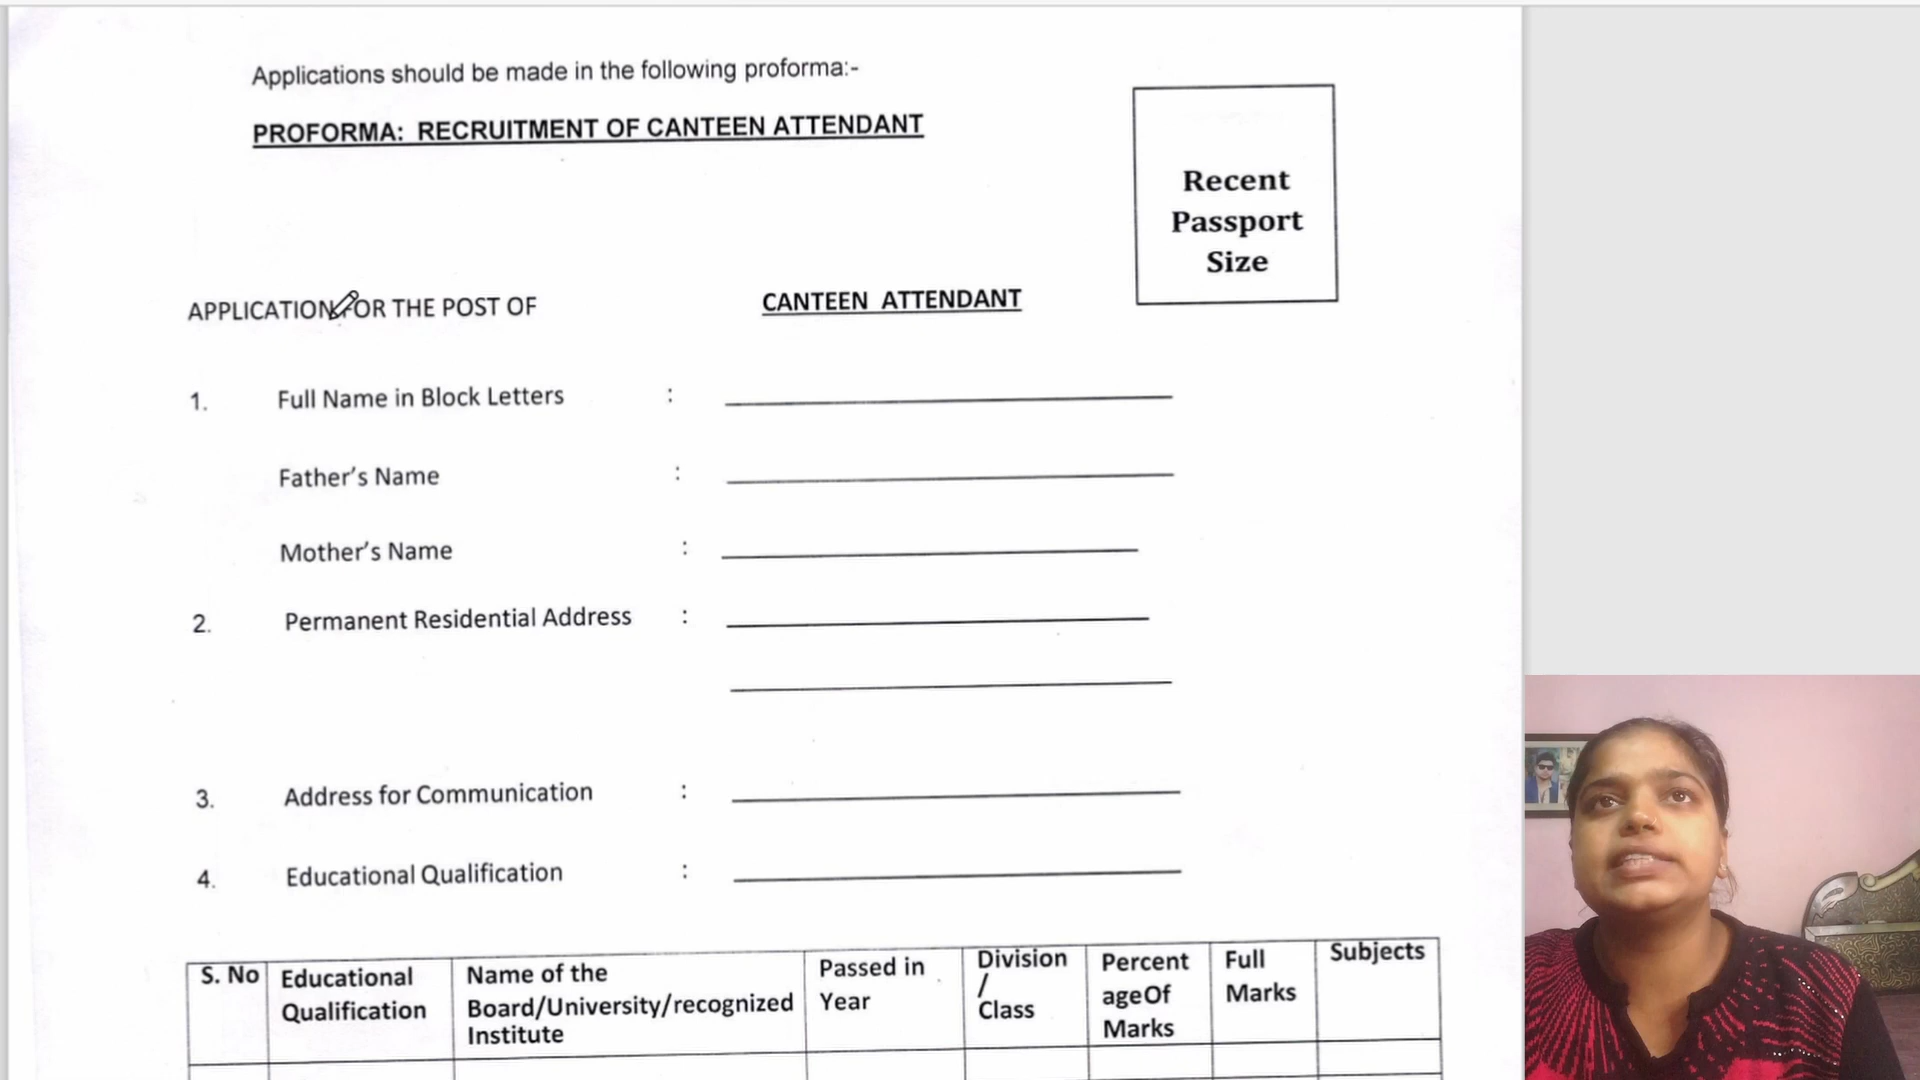 Applications should be made in the following proforma:-
PROFORMA: RECRUITMENT OF CANTEEN ATTENDANT
Recent
Passport
Size
APPLICATION FOR THE POST OF CANTEEN ATTENDANT
1. Full Name in Block Letters :
Father's Name :
Mother's Name :
2. Permanent Residential Address :
3. Address for Communication :
4. Educational Qualification :
S. No Educational Qualification Name of the Board/University/recognized Institute Passed in Year Division / Class Percent ageOf Marks Full Marks Subjects